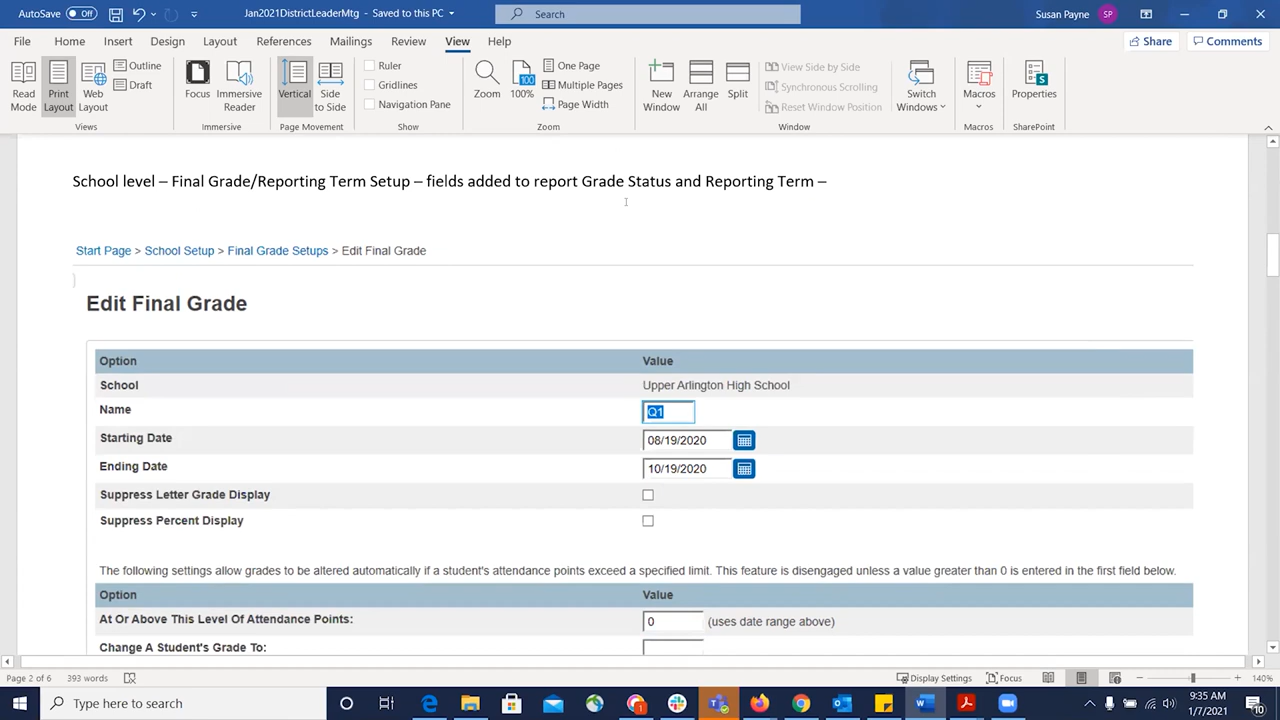 AutoSave Off Jan2021DistrictLeaderMtg - Saved to this PC Search Susan Payne SP
File Home Insert Design Layout References Mailings Review View Help Share Comments
Read Mode
Print Layout
Web Layout
Outline
Draft
Views
Focus
Immersive Reader
Immersive
Vertical
Side to Side
Page Movement
Ruler
Gridlines
Navigation Pane
Show
Zoom
100
100%
One Page
Multiple Pages
Page Width
Zoom
New Window
Arrange All
Split
View Side by Side
Synchronous Scrolling
Reset Window Position
Window
Switch Windows
Macros
Macros
Properties
SharePoint
School level – Final Grade/Reporting Term Setup – fields added to report Grade Status and Reporting Term –
Start Page > School Setup > Final Grade Setups > Edit Final Grade
Edit Final Grade
Option Value
School Upper Arlington High School
Name Q1
Starting Date 08/19/2020
Ending Date 10/19/2020
Suppress Letter Grade Display
Suppress Percent Display
The following settings allow grades to be altered automatically if a student's attendance points exceed a specified limit. This feature is disengaged unless a value greater than 0 is entered in the first field below.
Option Value
At Or Above This Level Of Attendance Points: 0 (uses date range above)
Change A Student's Grade To:
Page 2 of 6 393 words Display Settings Focus 140%
Type here to search
9:35 AM
1/7/2021